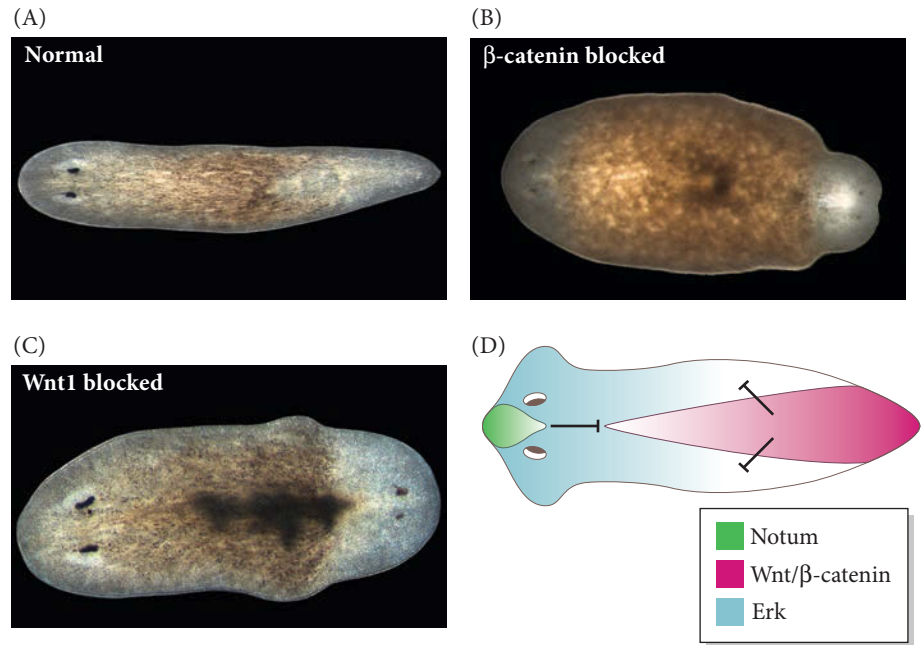 (A)
Normal
(B)
β-catenin blocked
(C)
Wnt1 blocked
(D)
Notum
Wnt/β-catenin
Erk